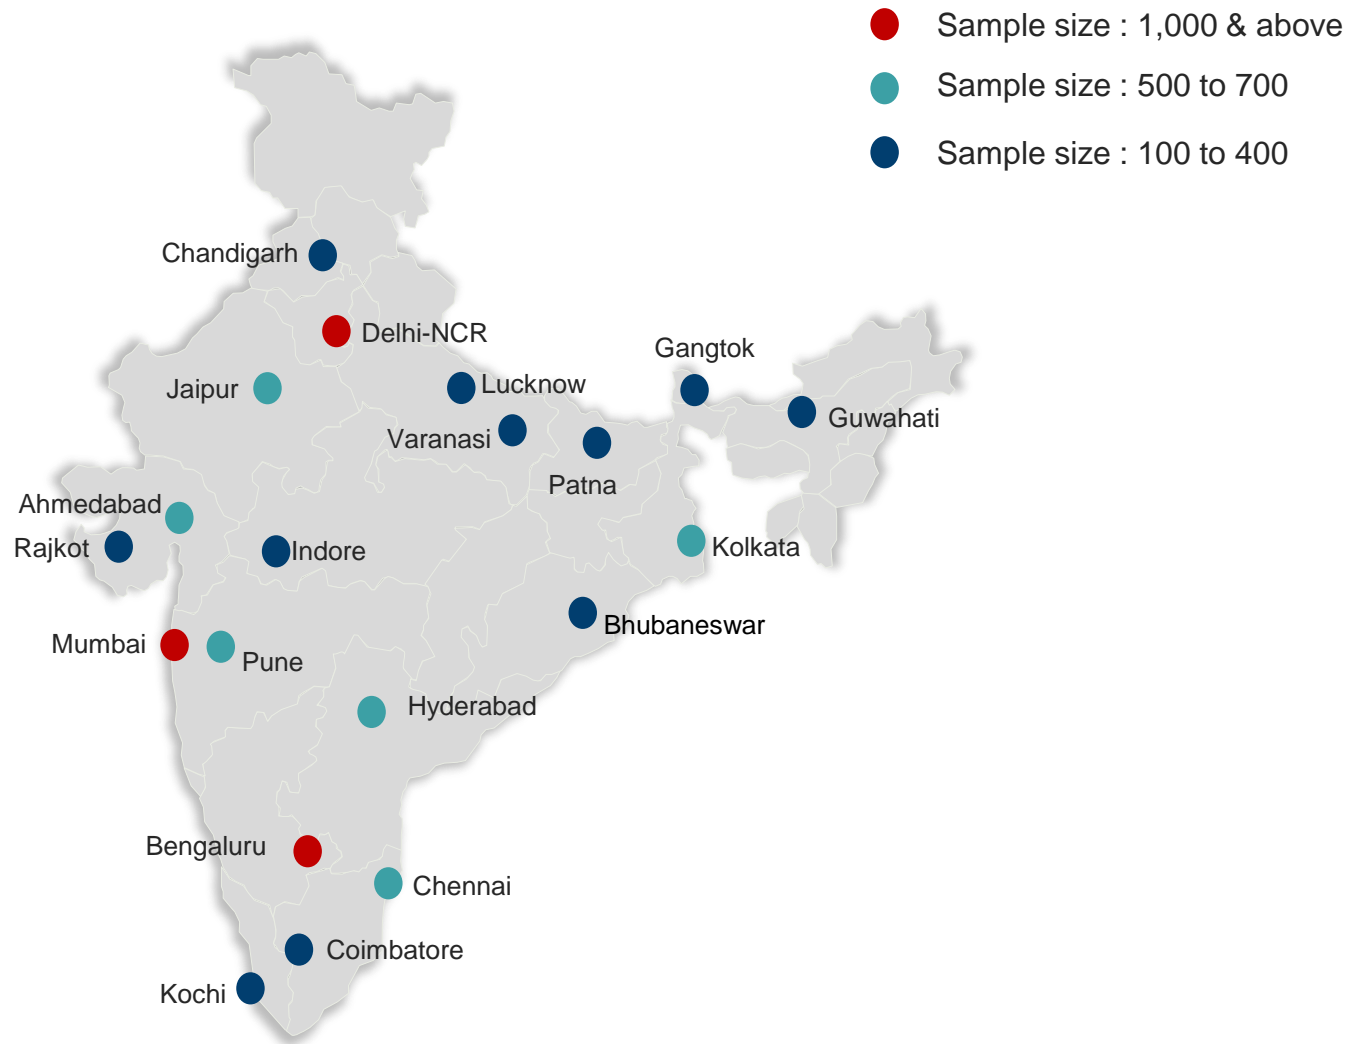 Sample size : 1,000 & above
Sample size : 500 to 700
Sample size : 100 to 400
Chandigarh
Delhi-NCR
Gangtok
Jaipur
Lucknow
Guwahati
Varanasi
Patna
Ahmedabad
Rajkot
Indore
Kolkata
Bhubaneswar
Mumbai
Pune
Hyderabad
Bengaluru
Chennai
Coimbatore
Kochi